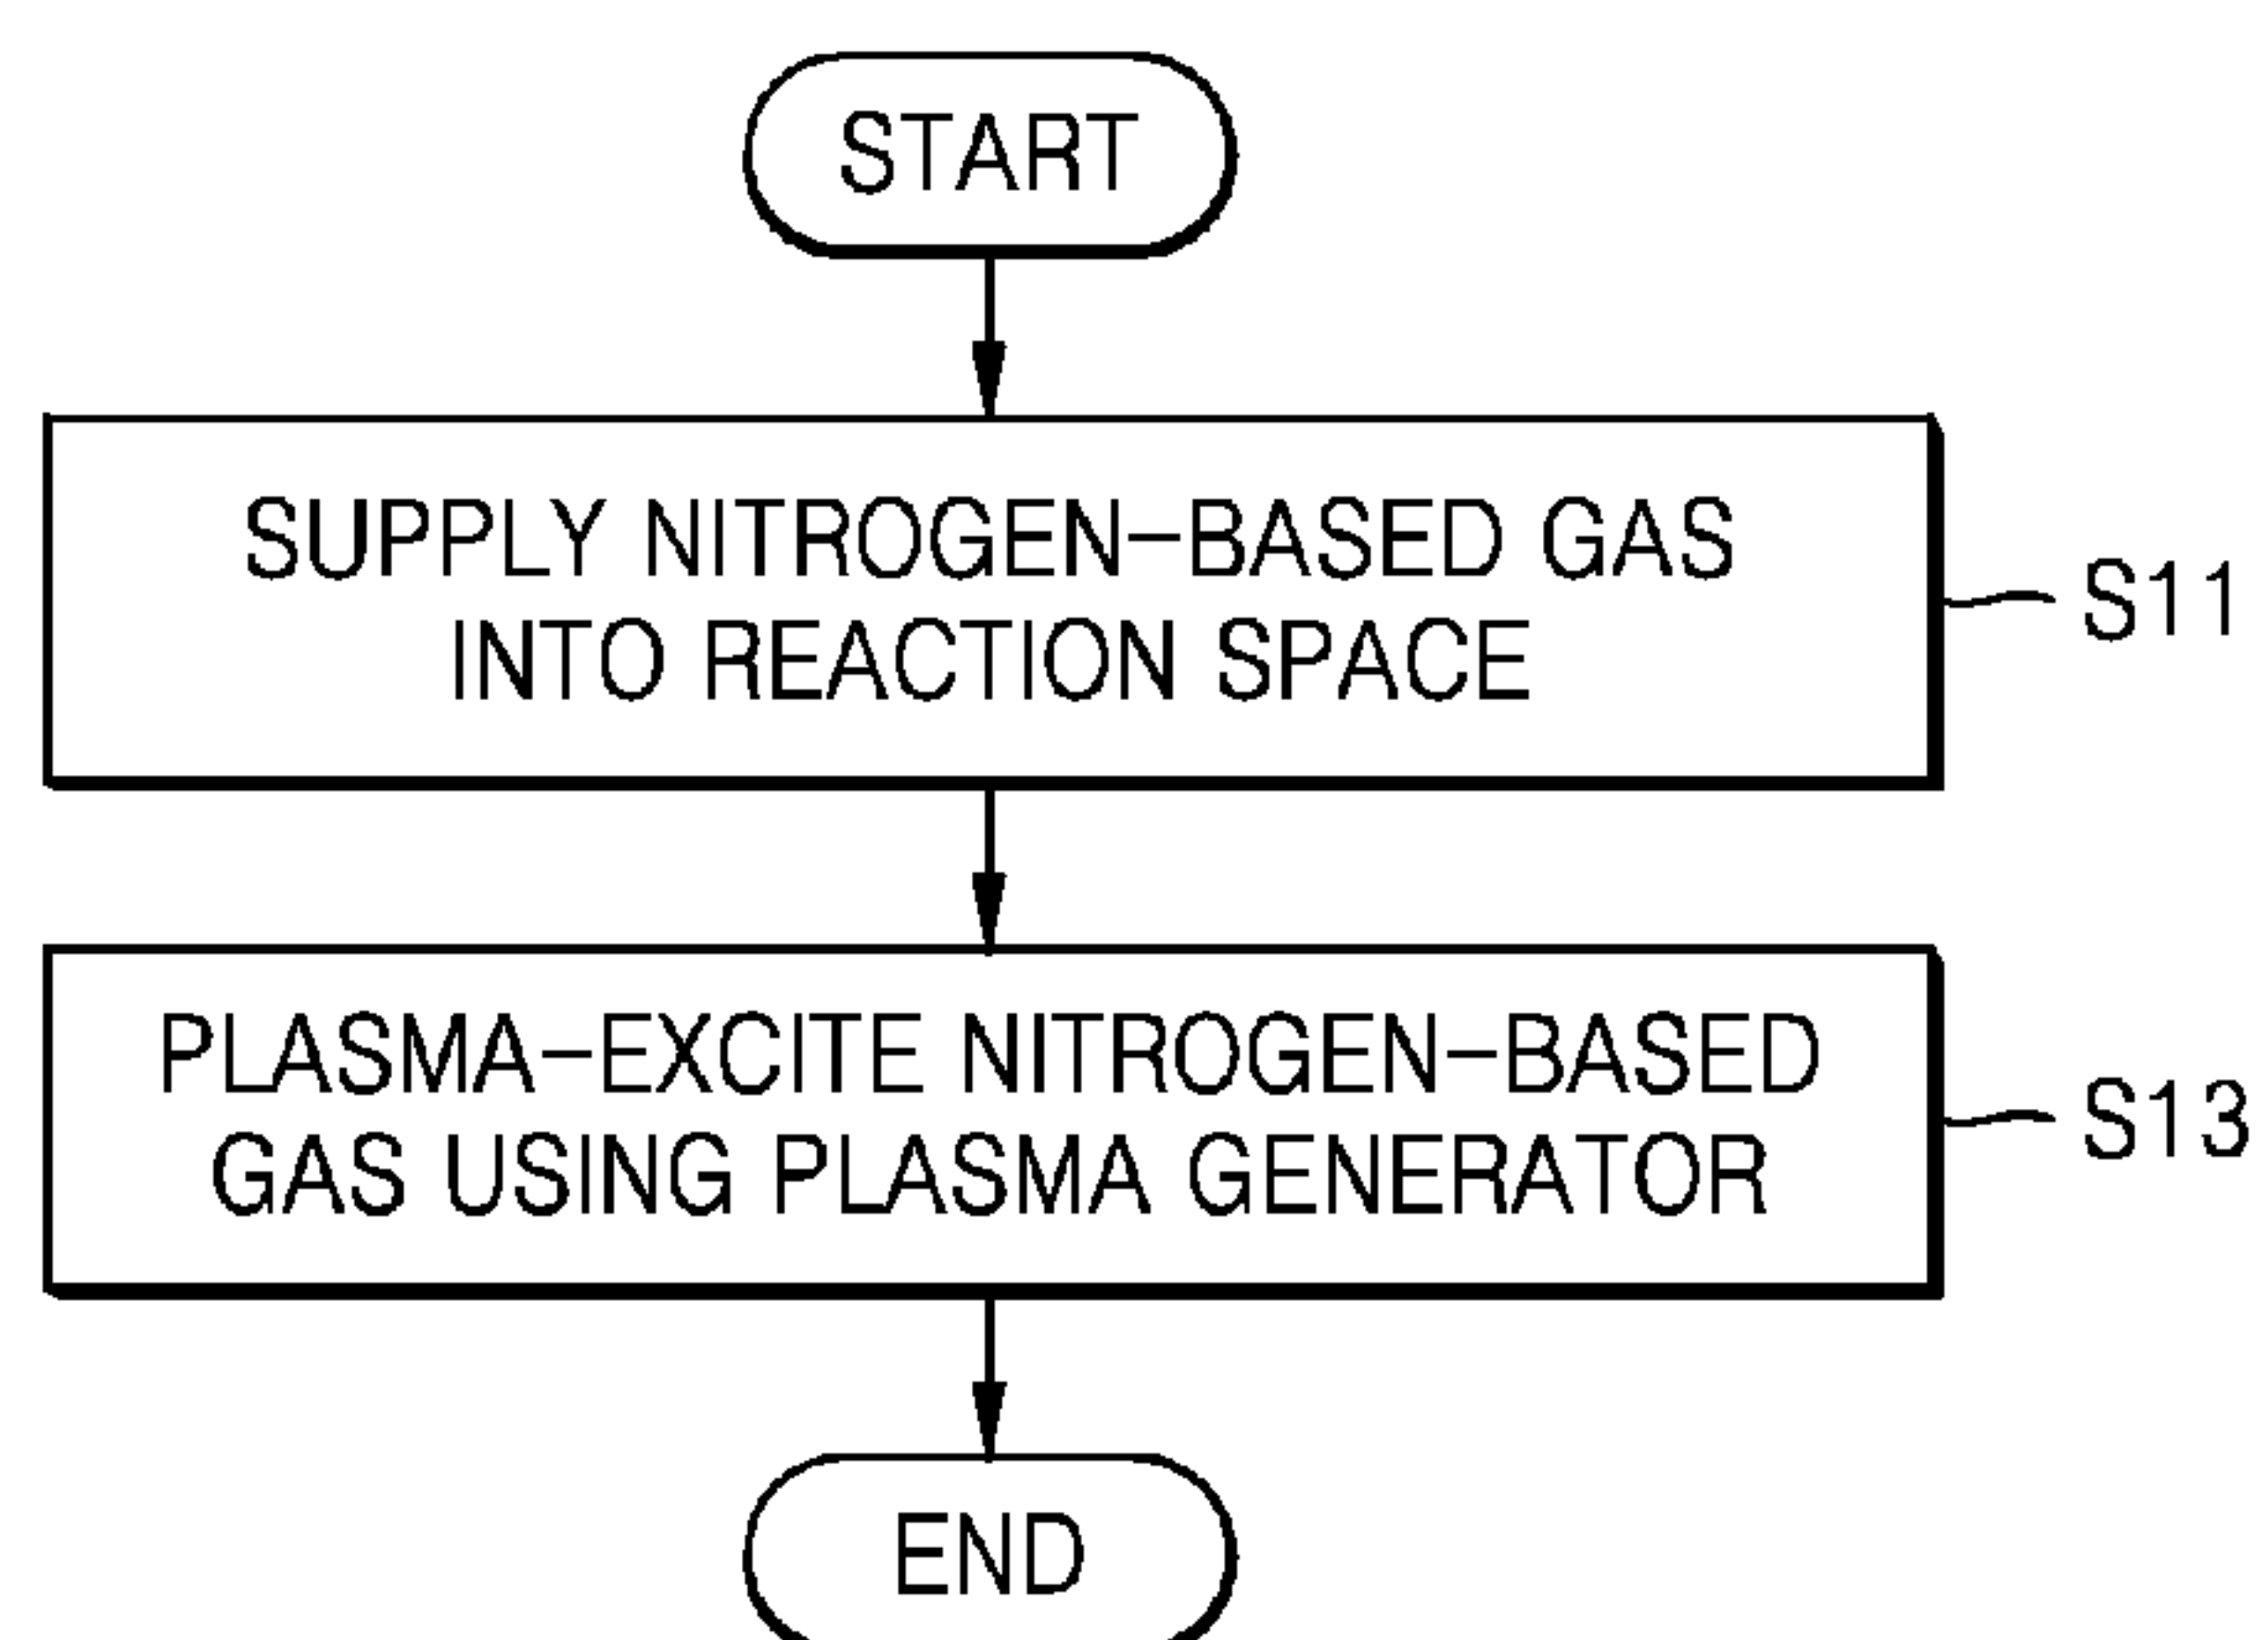 START
SUPPLY NITROGEN-BASED GAS
INTO REACTION SPACE
S11
PLASMA-EXCITE NITROGEN-BASED
GAS USING PLASMA GENERATOR
S13
END